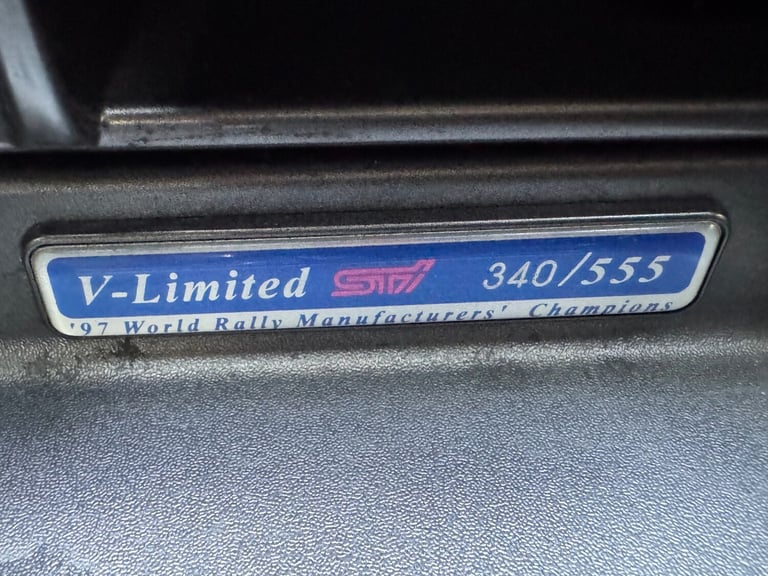 V-Limited STi 340/555
'97 World Rally Manufacturers' Champions